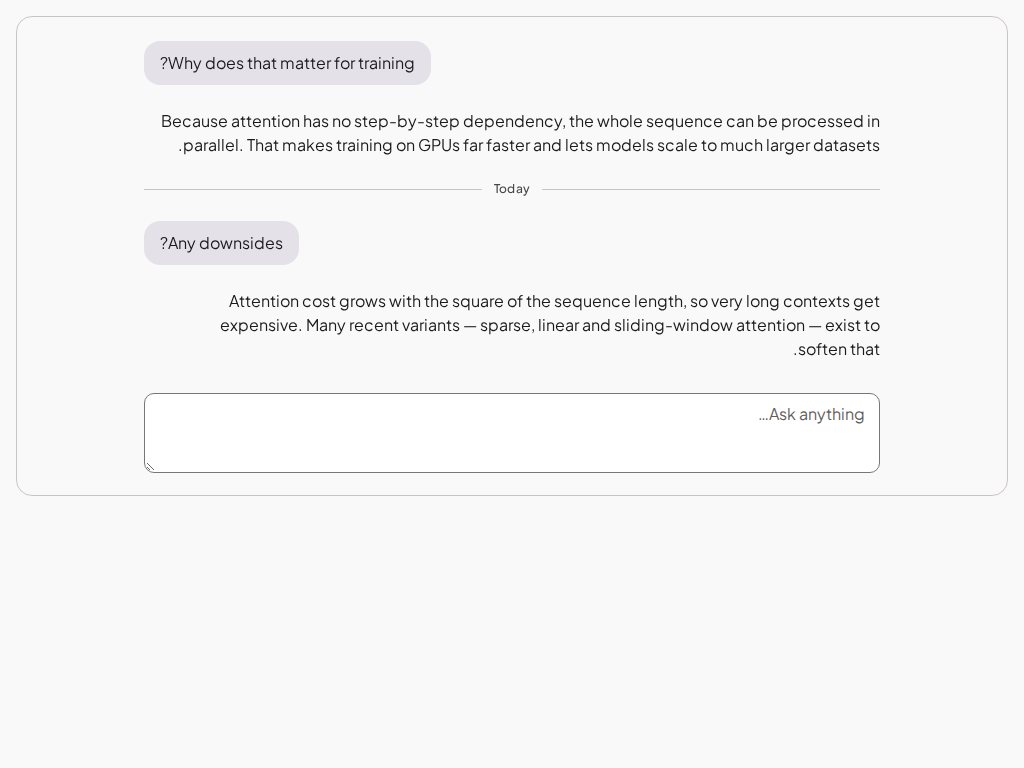 Why does that matter for training?
Because attention has no step-by-step dependency, the whole sequence can be processed in
parallel. That makes training on GPUs far faster and lets models scale to much larger datasets.
Today
Any downsides?
Attention cost grows with the square of the sequence length, so very long contexts get
expensive. Many recent variants — sparse, linear and sliding-window attention — exist to
soften that.
Ask anything…